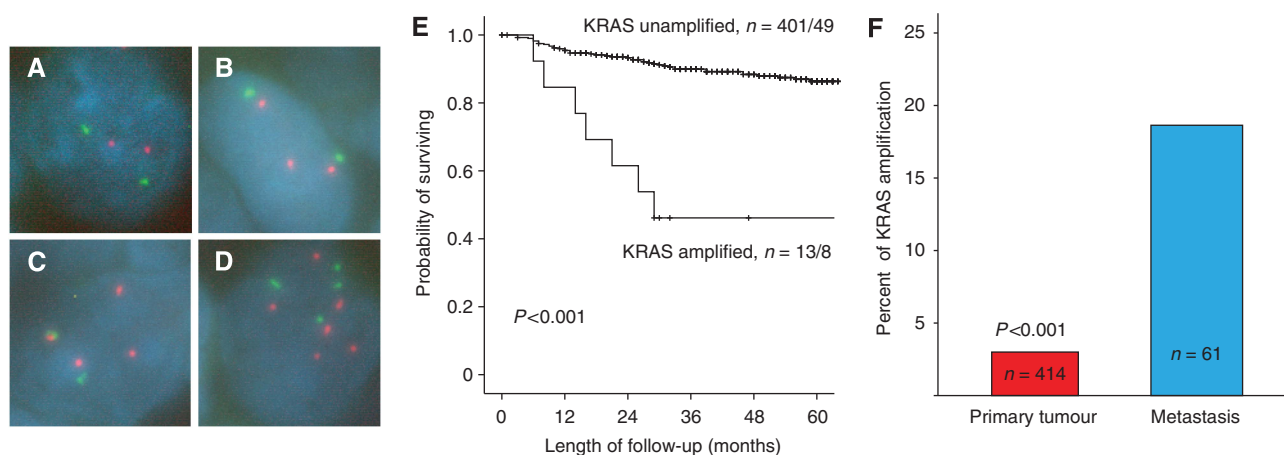 A
B
C
D
E
KRAS unamplified, n = 401/49
1.0
0.8
0.6
0.4
0.2
0
Probability of surviving
KRAS amplified, n = 13/8
P<0.001
0 12 24 36 48 60
Length of follow-up (months)
F
25
20
15
10
5
Percent of KRAS amplification
P<0.001
n = 414
n = 61
Primary tumour Metastasis